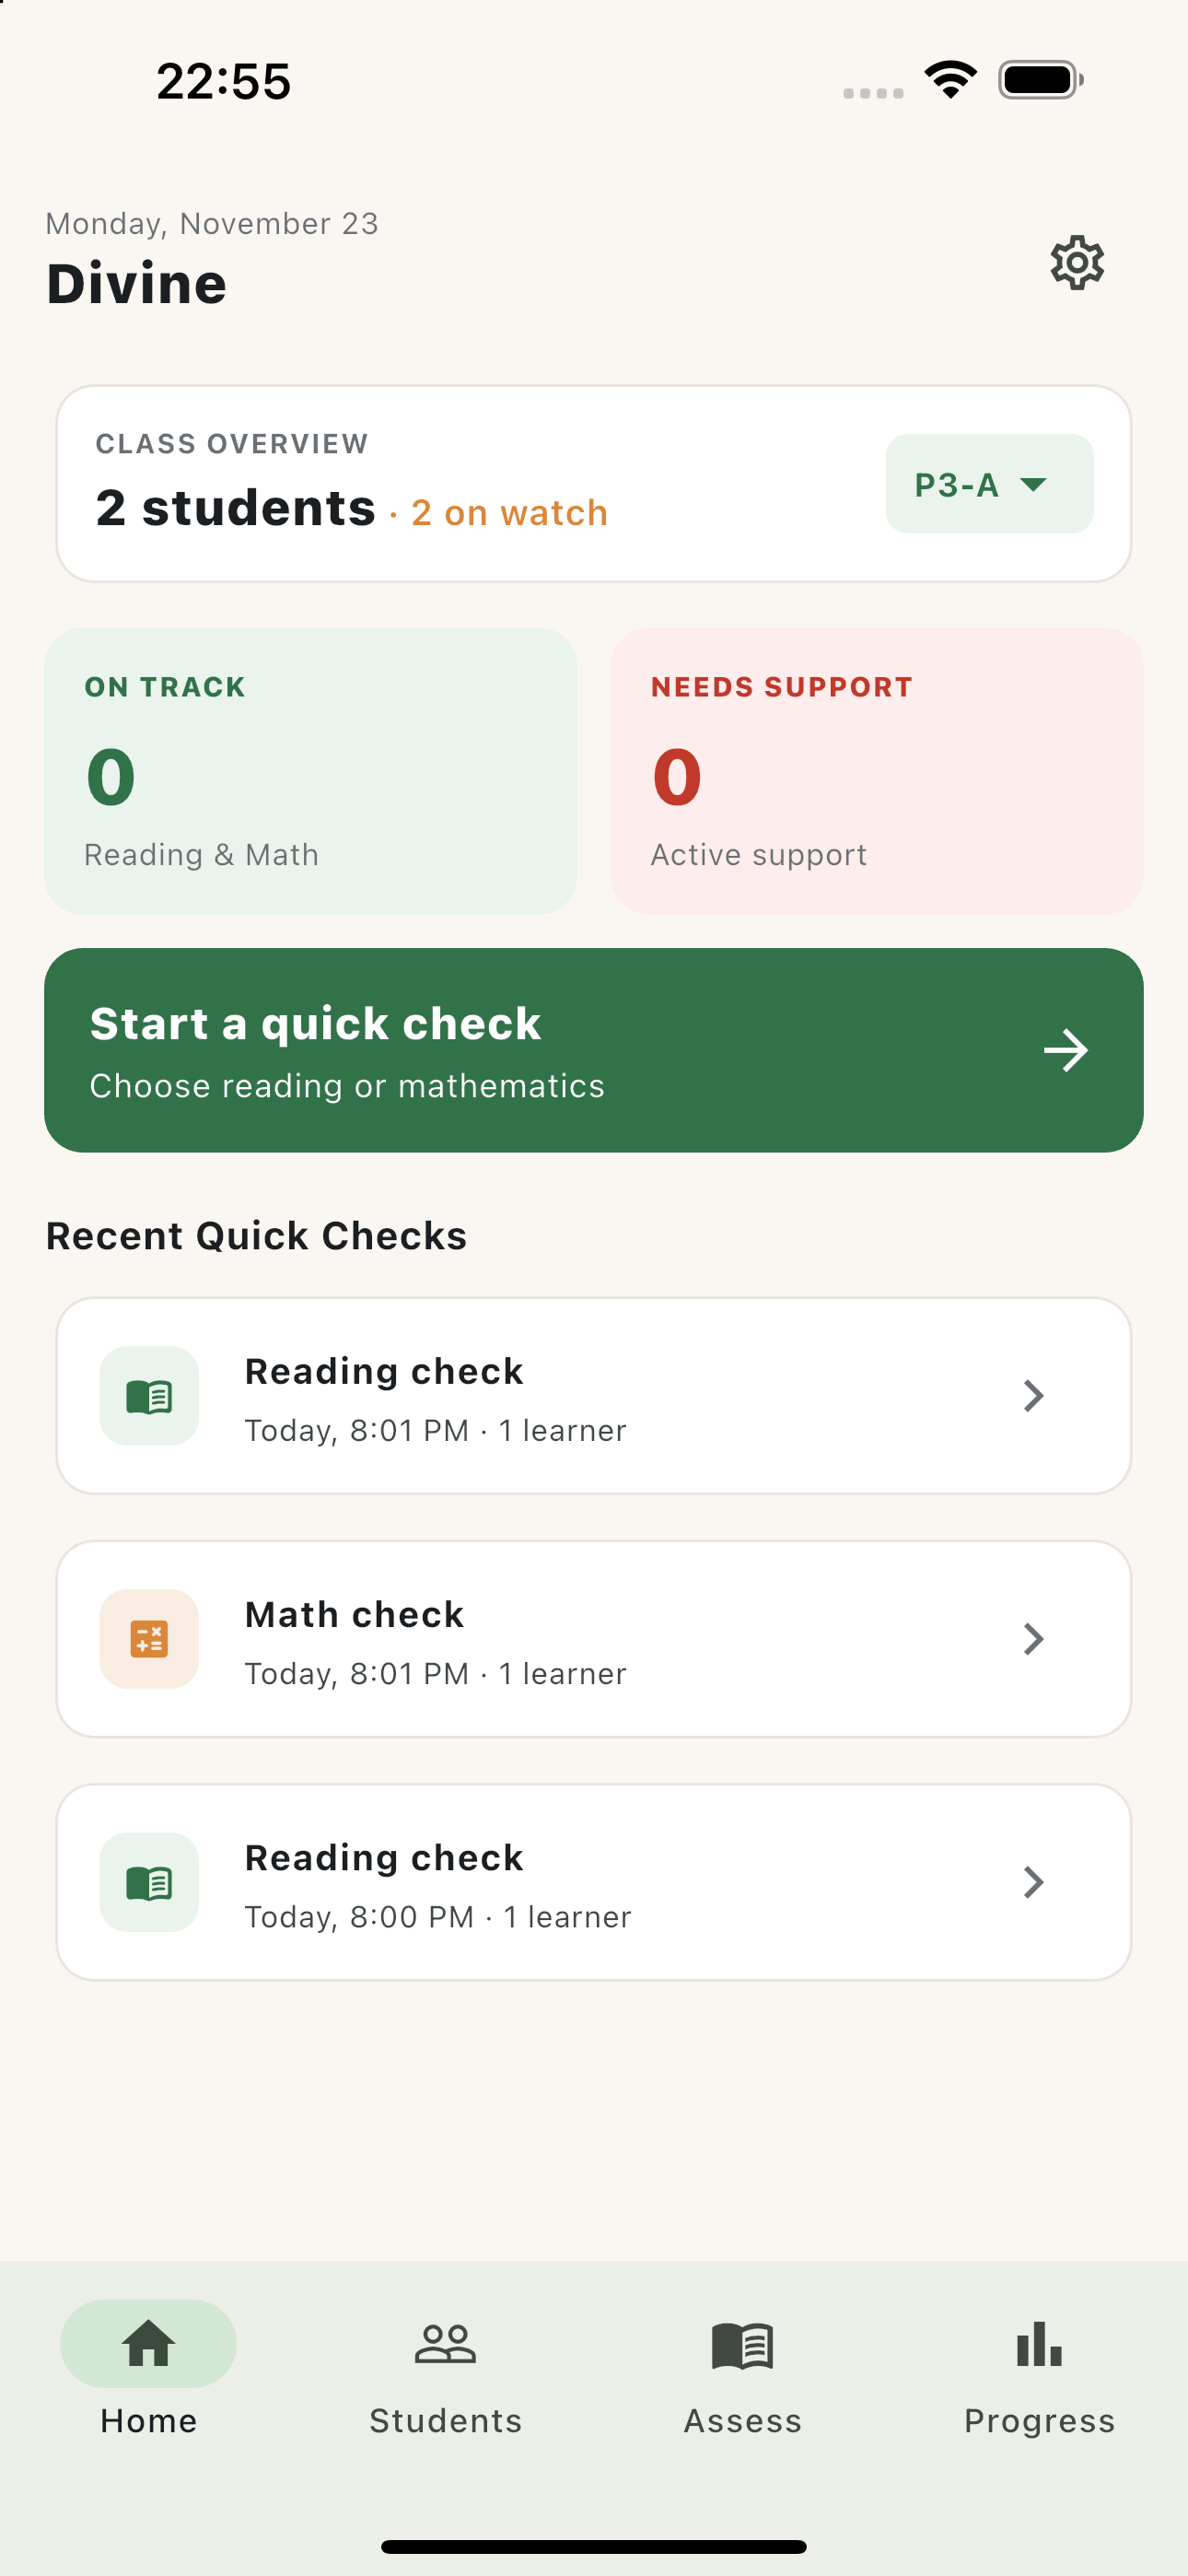 22:55
Monday, November 23
Divine
CLASS OVERVIEW
2 students · 2 on watch
P3-A
ON TRACK
0
Reading & Math
NEEDS SUPPORT
0
Active support
Start a quick check
Choose reading or mathematics
Recent Quick Checks
Reading check
Today, 8:01 PM · 1 learner
Math check
Today, 8:01 PM · 1 learner
Reading check
Today, 8:00 PM · 1 learner
Home
Students
Assess
Progress